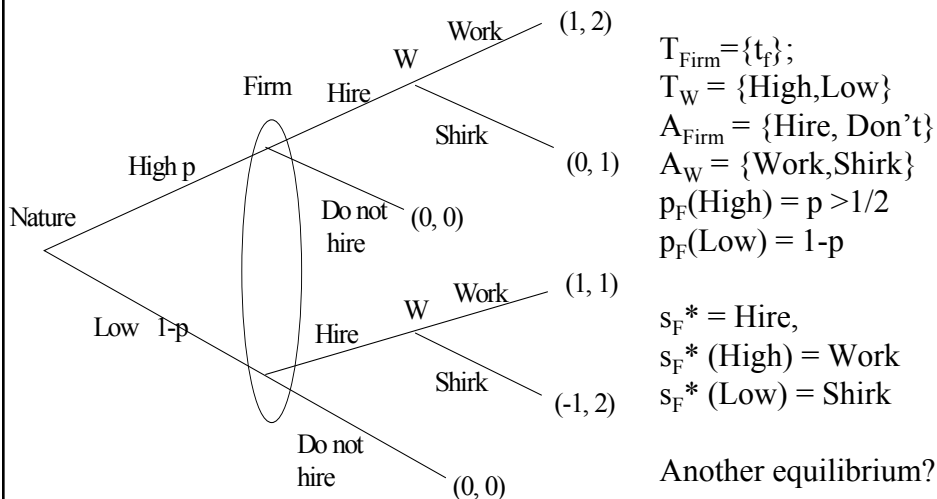 Nature
High p
Low 1-p
Firm
Hire
W
Work
(1, 2)
Shirk
(0, 1)
Do not
hire
(0, 0)
Hire
W
Work
(1, 1)
Shirk
(-1, 2)
Do not
hire
(0, 0)
T_Firm={t_f};
T_W = {High,Low}
A_Firm = {Hire, Don't}
A_W = {Work,Shirk}
p_F(High) = p >1/2
p_F(Low) = 1-p
s_F* = Hire,
s_F* (High) = Work
s_F* (Low) = Shirk
Another equilibrium?